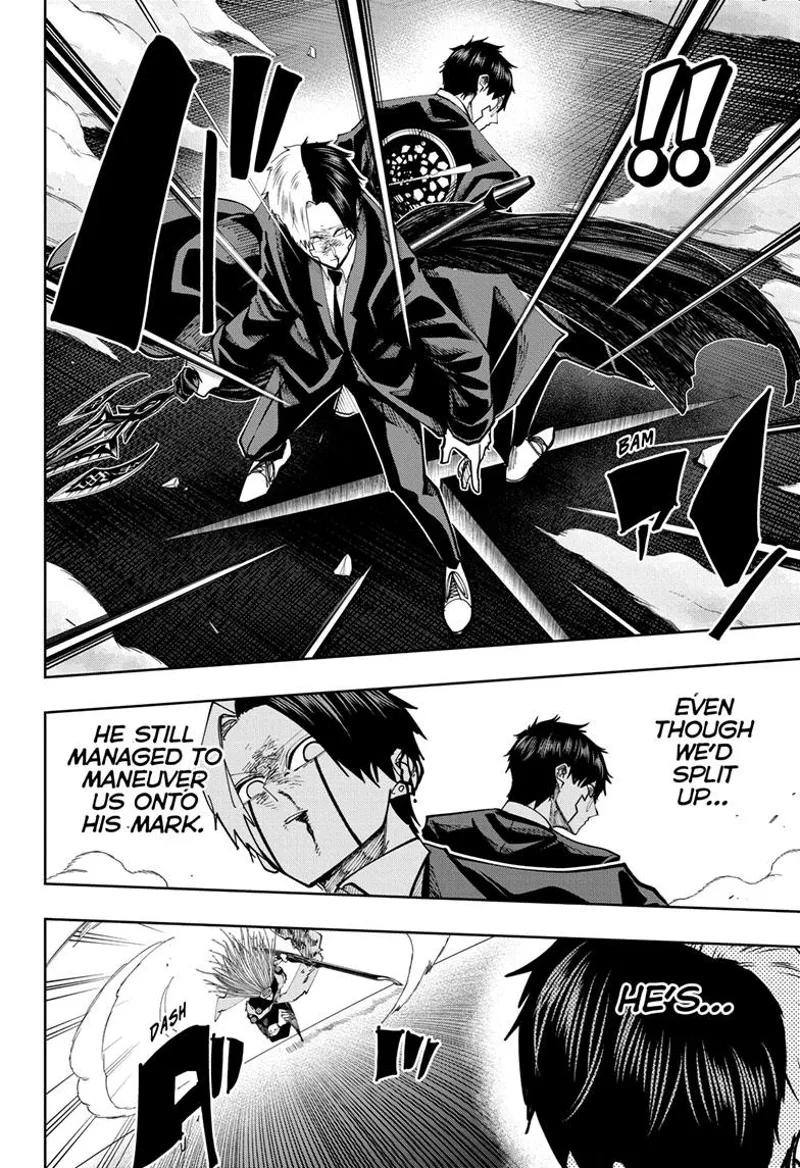 !!
BAM
EVEN
THOUGH
WE'D
SPLIT
UP...
HE STILL
MANAGED TO
MANEUVER
US ONTO
HIS MARK.
HE'S...
DASH